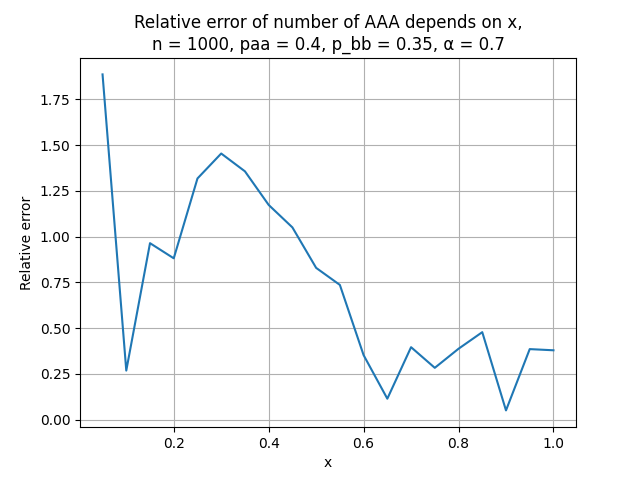 Relative error of number of AAA depends on x,
n = 1000, paa = 0.4, p_bb = 0.35, α = 0.7
1.75
1.50
1.25
1.00
0.75
0.50
0.25
0.00
Relative error
0.2 0.4 0.6 0.8 1.0
x